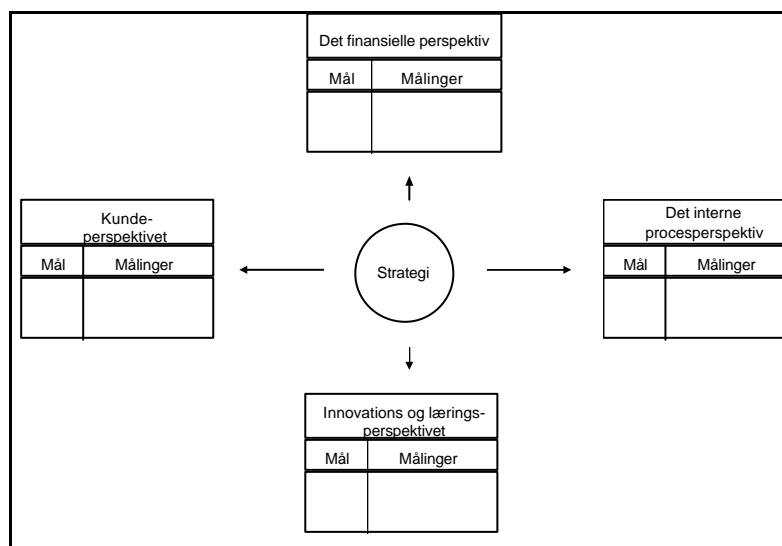 Det finansielle perspektiv
Mål Målinger
Kunde-
perspektivet
Mål Målinger
Strategi
Det interne
procesperspektiv
Mål Målinger
Innovations og lærings-
perspektivet
Mål Målinger